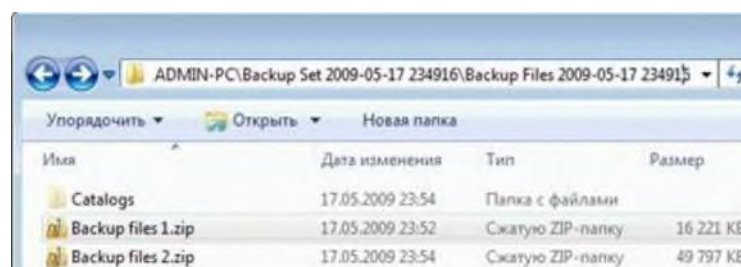 ADMIN-PC\Backup Set 2009-05-17 234916\Backup Files 2009-05-17 234915
Упорядочить Открыть Новая папка
Имя Дата изменения Тип Размер
Catalogs 17.05.2009 23:54 Папка с файлами
Backup files 1.zip 17.05.2009 23:52 Сжатую ZIP-папку 16 221 КБ
Backup files 2.zip 17.05.2009 23:54 Сжатую ZIP-папку 49 797 КБ